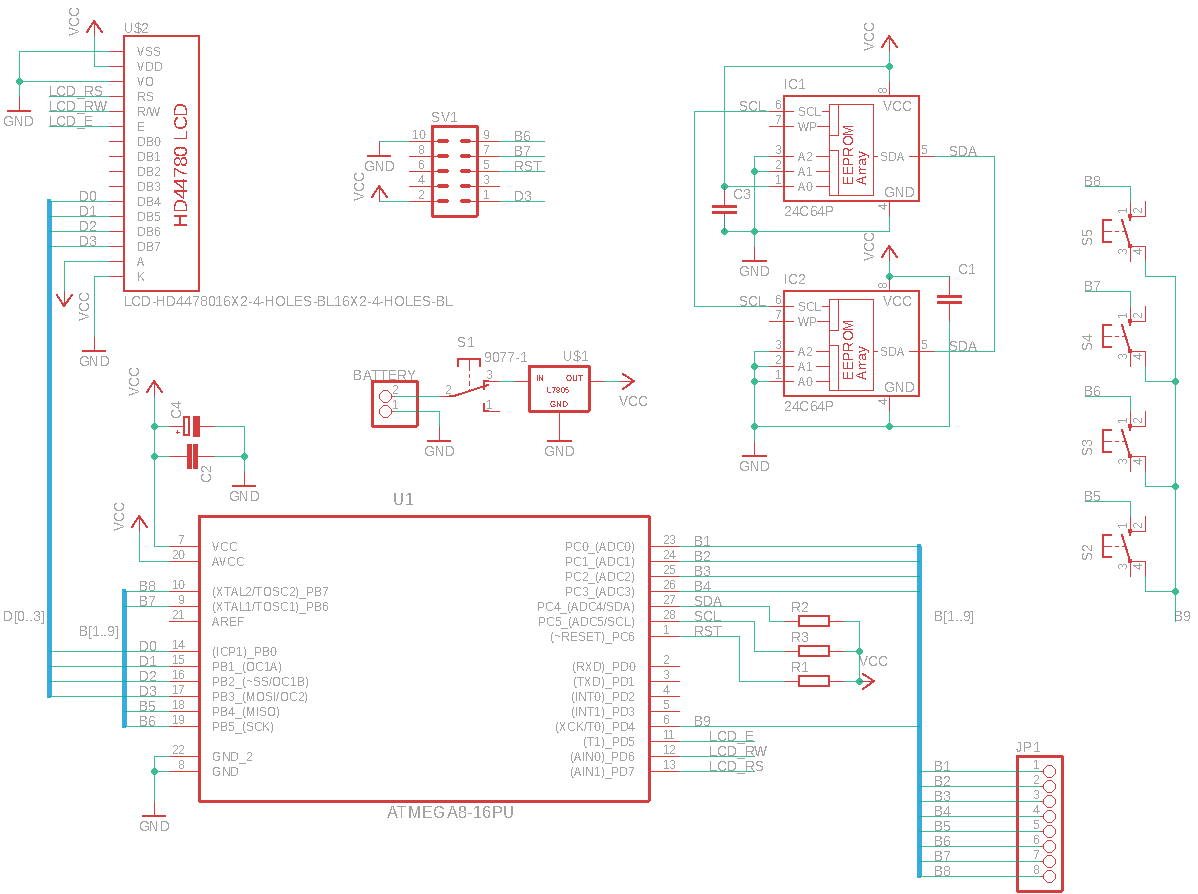 VCC
U$2
VSS
VDD
VO
LCD_RS
RS
LCD_RW
R/W
LCD_E
E
GND
DB0
DB1
DB2
DB3
D0
DB4
D1
DB5
D2
DB6
D3
DB7
A
K
HD44780 LCD
VCC
LCD-HD4478016X2-4-HOLES-BL16X2-4-HOLES-BL
GND
SV1
10
9
B6
8
7
B7
6
5
RST
4
3
2
1
D3
GND
VCC
VCC
IC1
8
VCC
SCL
6
SCL
7
WP
3
A2
2
A1
1
A0
EEPROM
Array
SDA
5
SDA
GND
4
24C64P
C3
GND
VCC
IC2
8
VCC
SCL
6
SCL
7
WP
3
A2
2
A1
1
A0
EEPROM
Array
SDA
5
SDA
GND
4
24C64P
C1
GND
B8
S5
1
2
3
4
B7
S4
1
2
3
4
B6
S3
1
2
3
4
B5
S2
1
2
3
4
B9
BATTERY
2
1
GND
S1
9077-1
2
3
1
U$1
IN
OUT
L7805
GND
GND
VCC
VCC
C4
+
C2
GND
VCC
U1
7
VCC
20
AVCC
B8
10
(XTAL2/TOSC2)_PB7
B7
9
(XTAL1/TOSC1)_PB6
21
AREF
D0
14
(ICP1)_PB0
D1
15
PB1_(OC1A)
D2
16
PB2_(~SS/OC1B)
D3
17
PB3_(MOSI/OC2)
B5
18
PB4_(MISO)
B6
19
PB5_(SCK)
22
GND_2
8
GND
D[0..3]
B[1..9]
GND
PC0_(ADC0)
23
B1
PC1_(ADC1)
24
B2
PC2_(ADC2)
25
B3
PC3_(ADC3)
26
B4
PC4_(ADC4/SDA)
27
SDA
PC5_(ADC5/SCL)
28
SCL
(~RESET)_PC6
1
RST
(RXD)_PD0
2
(TXD)_PD1
3
(INT0)_PD2
4
(INT1)_PD3
5
(XCK/T0)_PD4
6
B9
(T1)_PD5
11
LCD_E
(AIN0)_PD6
12
LCD_RW
(AIN1)_PD7
13
LCD_RS
ATMEGA8-16PU
R2
R3
R1
VCC
B[1..9]
JP1
B1
1
B2
2
B3
3
B4
4
B5
5
B6
6
B7
7
B8
8